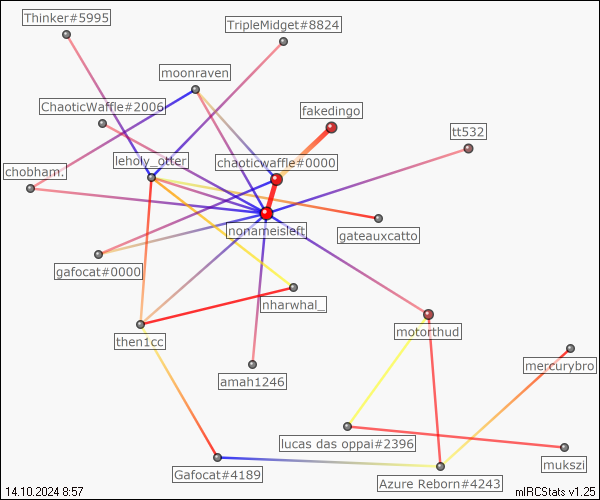 Thinker#5995
TripleMidget#8824
moonraven
ChaoticWaffle#2006
fakedingo
tt532
leholy_otter
chaoticwaffle#0000
chobham.
nonameisleft
gateauxcatto
gafocat#0000
nharwhal_
then1cc
motorthud
mercurybro
amah1246
lucas das oppai#2396
mukszi
Gafocat#4189
Azure Reborn#4243
14.10.2024 8:57
mIRCStats v1.25